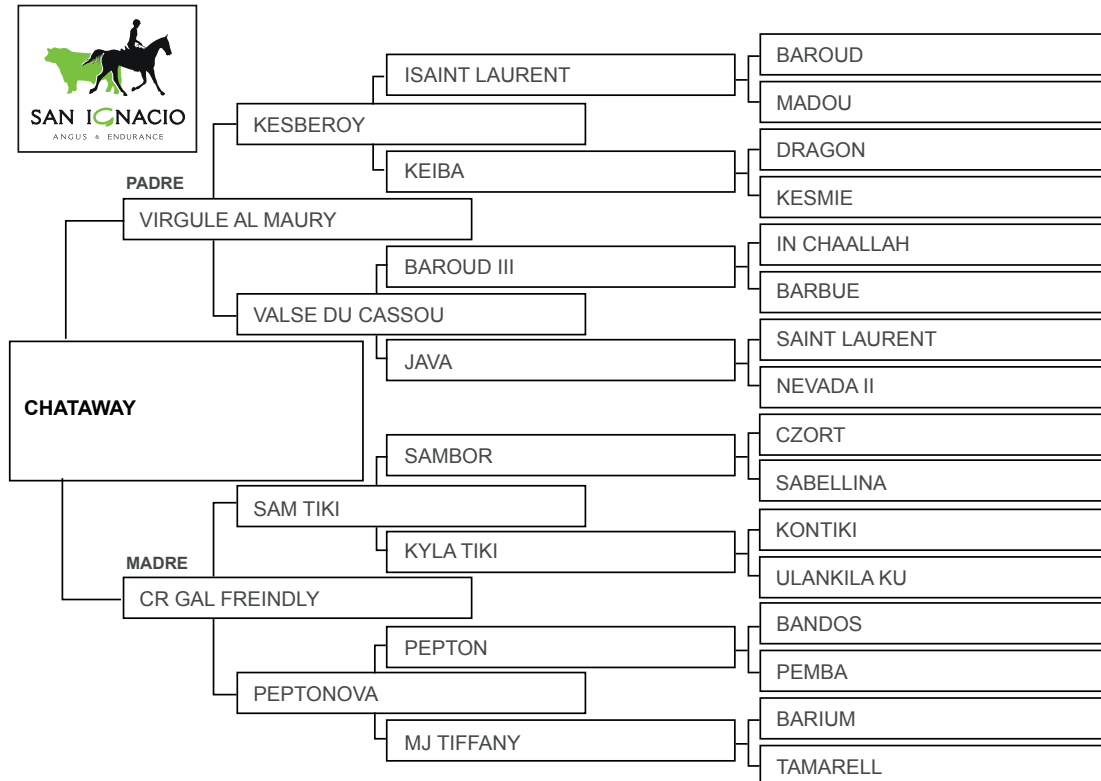 SAN IGNACIO
ANGUS & ENDURANCE
PADRE
MADRE
CHATAWAY
VIRGULE AL MAURY
CR GAL FREINDLY
KESBEROY
VALSE DU CASSOU
SAM TIKI
PEPTONOVA
ISAINT LAURENT
KEIBA
BAROUD III
JAVA
SAMBOR
KYLA TIKI
PEPTON
MJ TIFFANY
BAROUD
MADOU
DRAGON
KESMIE
IN CHAALLAH
BARBUE
SAINT LAURENT
NEVADA II
CZORT
SABELLINA
KONTIKI
ULANKILA KU
BANDOS
PEMBA
BARIUM
TAMARELL